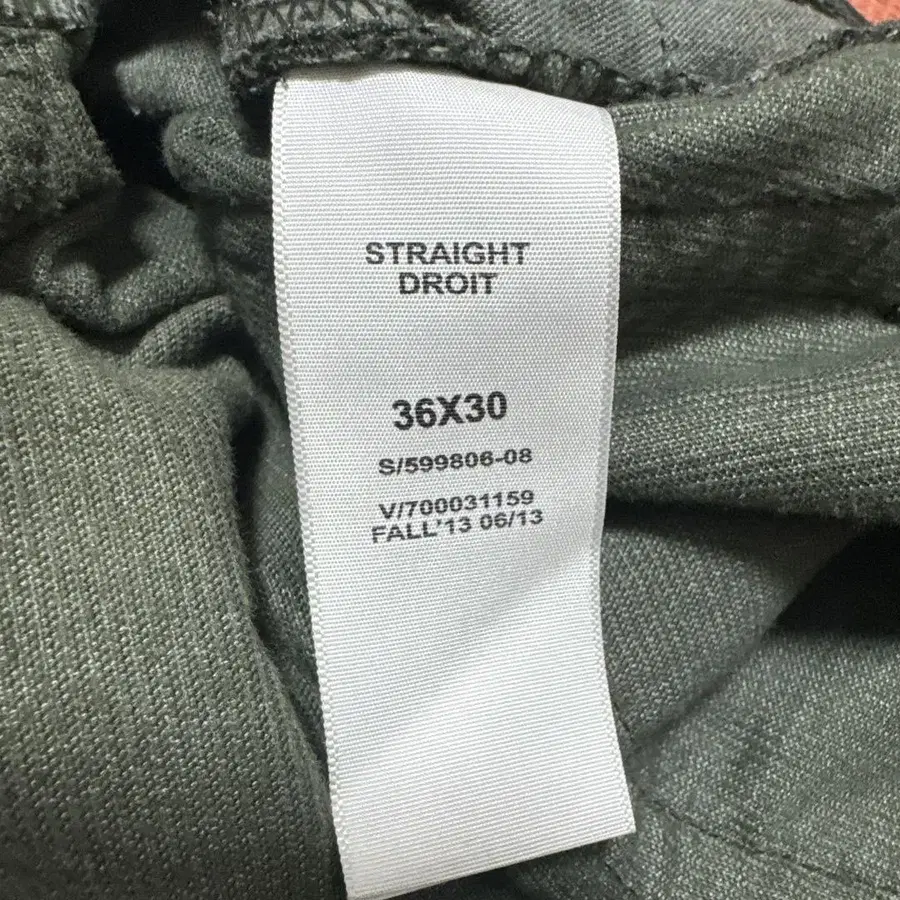 STRAIGHT
DROIT
36X30
S/599806-08
V/700031159
FALL'13 06/13